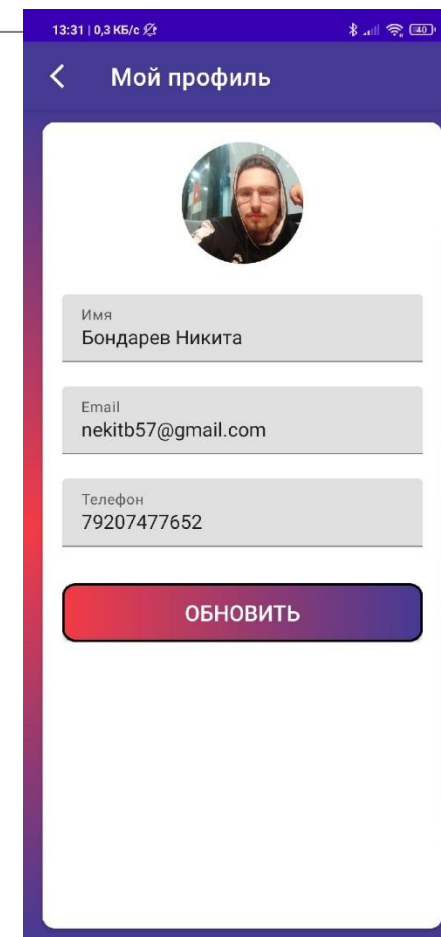 13:31 | 0,3 КБ/с
40
Мой профиль
Имя
Бондарев Никита
Email
nekitb57@gmail.com
Телефон
79207477652
ОБНОВИТЬ